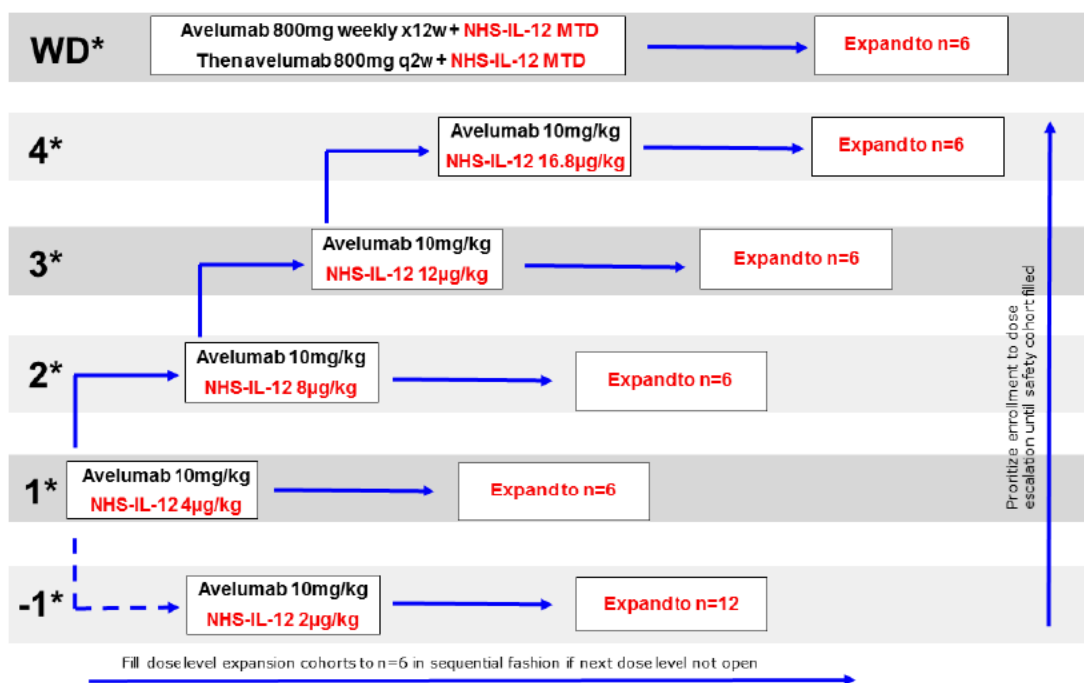 WD*
Avelumab 800mg weekly x12w + NHS-IL-12 MTD
Then avelumab 800mg q2w + NHS-IL-12 MTD
Expand to n=6
4*
Avelumab 10mg/kg
NHS-IL-12 16.8µg/kg
Expand to n=6
3*
Avelumab 10mg/kg
NHS-IL-12 12µg/kg
Expand to n=6
2*
Avelumab 10mg/kg
NHS-IL-12 8µg/kg
Expand to n=6
1*
Avelumab 10mg/kg
NHS-IL-12 4µg/kg
Expand to n=6
-1*
Avelumab 10mg/kg
NHS-IL-12 2µg/kg
Expand to n=12
Proritize enrollment to dose
escalation until safety cohort filled
Fill dose level expansion cohorts to n=6 in sequential fashion if next dose level not open